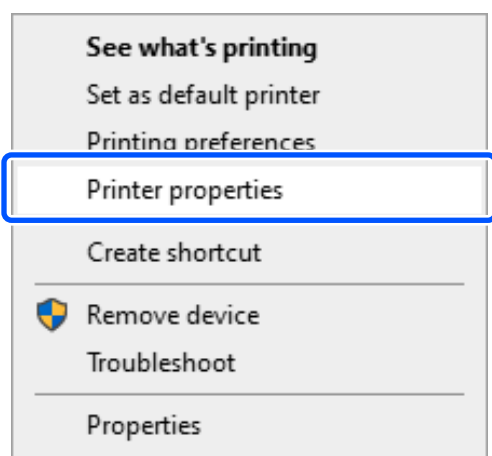 See what's printing
Set as default printer
Printing preferences
Printer properties
Create shortcut
Remove device
Troubleshoot
Properties